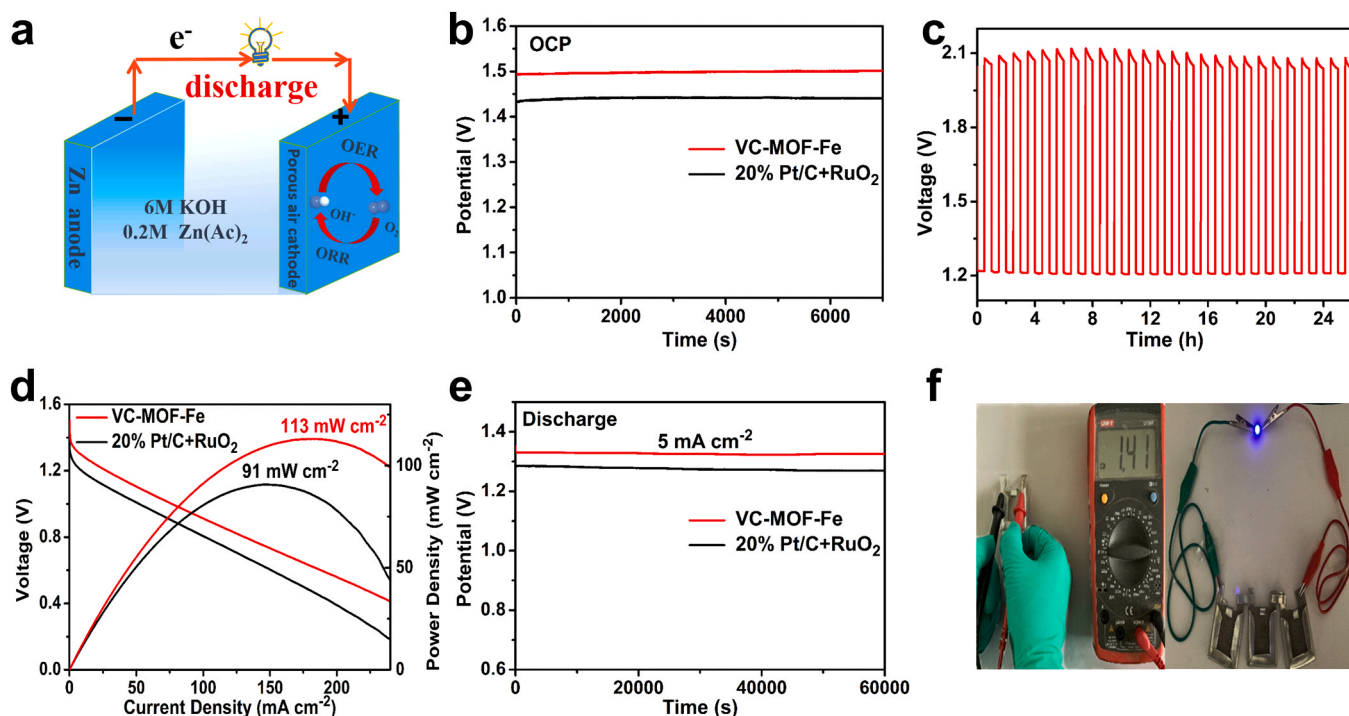 a
e-
discharge
−
+
Zn anode
6M KOH
0.2M Zn(Ac)2
Porous air cathode
OER
OH-
O2
ORR
b
OCP
1.6
1.5
1.4
1.3
1.2
1.1
1.0
Potential (V)
VC-MOF-Fe
20% Pt/C+RuO2
0
2000
4000
6000
Time (s)
c
2.1
1.8
1.5
1.2
Voltage (V)
0
4
8
12
16
20
24
Time (h)
d
VC-MOF-Fe
20% Pt/C+RuO2
113 mW cm-2
91 mW cm-2
1.6
1.2
0.8
0.4
0.0
Voltage (V)
100
50
0
Power Density (mW cm-2)
0
50
100
150
200
Current Density (mA cm-2)
e
Discharge
5 mA cm-2
1.4
1.2
1.0
0.8
0.6
Potential (V)
VC-MOF-Fe
20% Pt/C+RuO2
0
20000
40000
60000
Time (s)
f
UNI-T
1.41